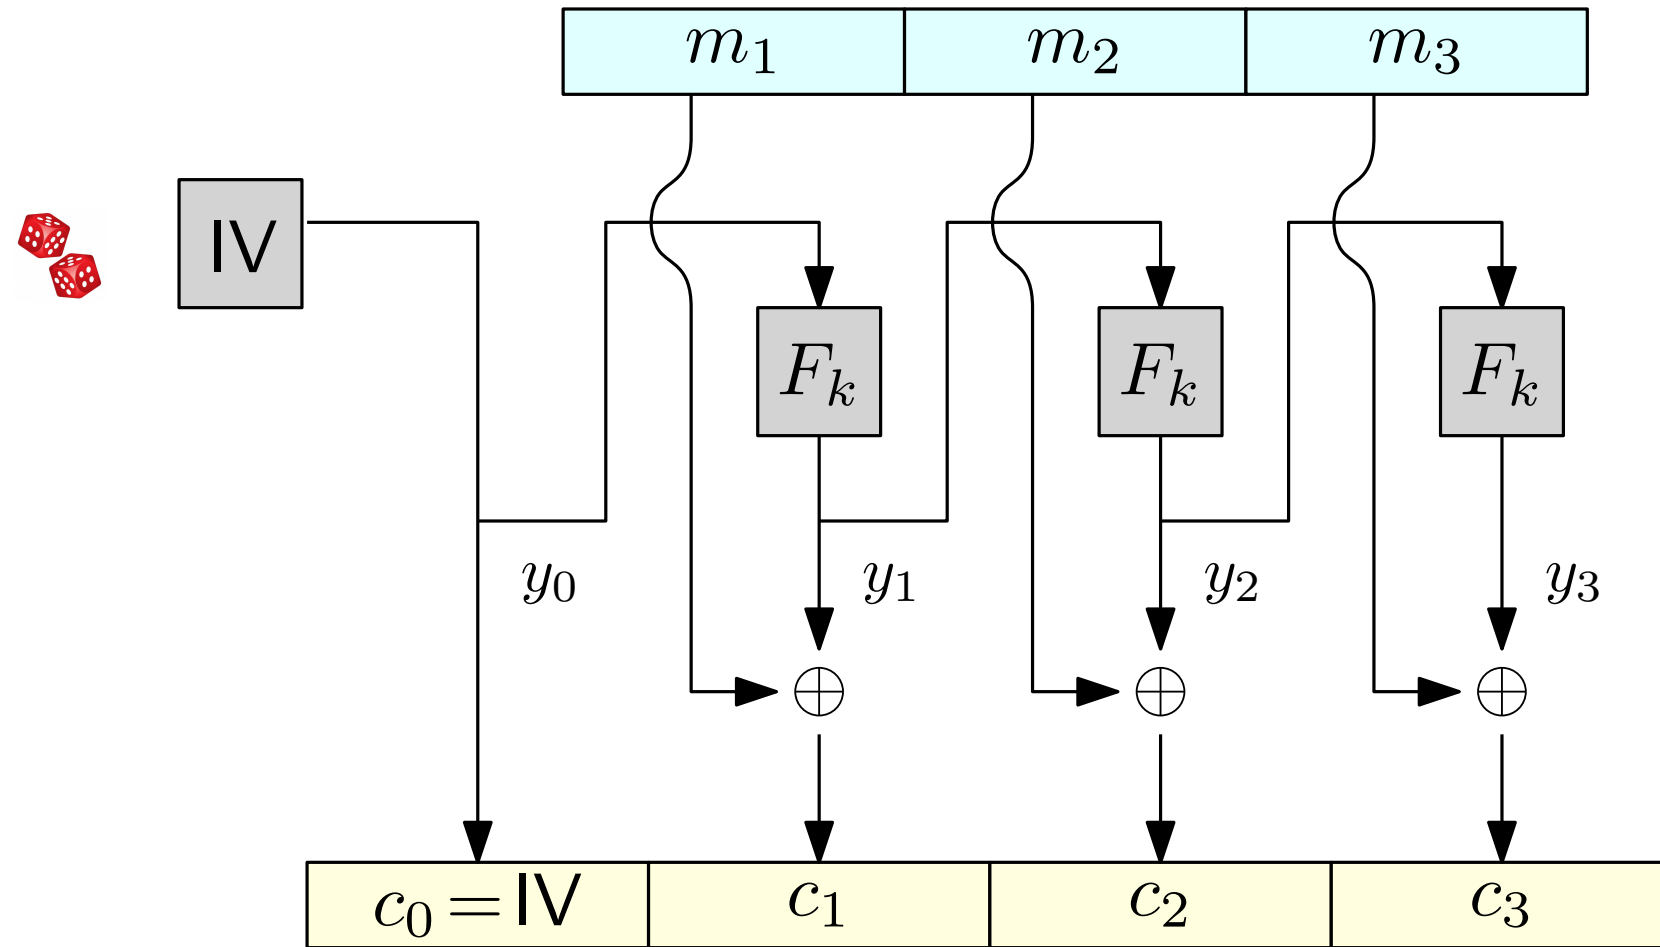 m₁ m₂ m₃
IV
Fₖ Fₖ Fₖ
y₀ y₁ y₂ y₃
c₀ = IV c₁ c₂ c₃